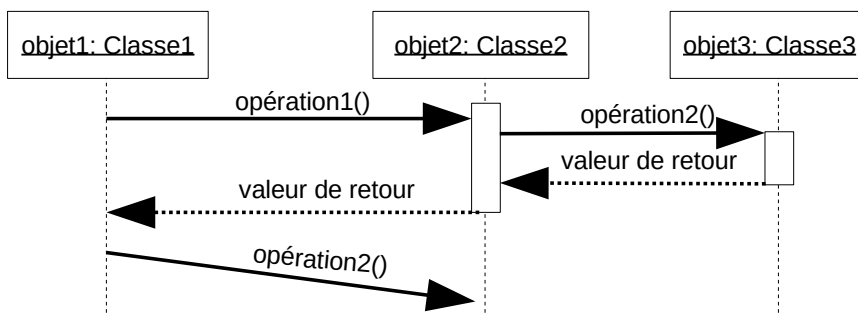 objet1: Classe1
objet2: Classe2
objet3: Classe3
opération1()
opération2()
valeur de retour
valeur de retour
opération2()